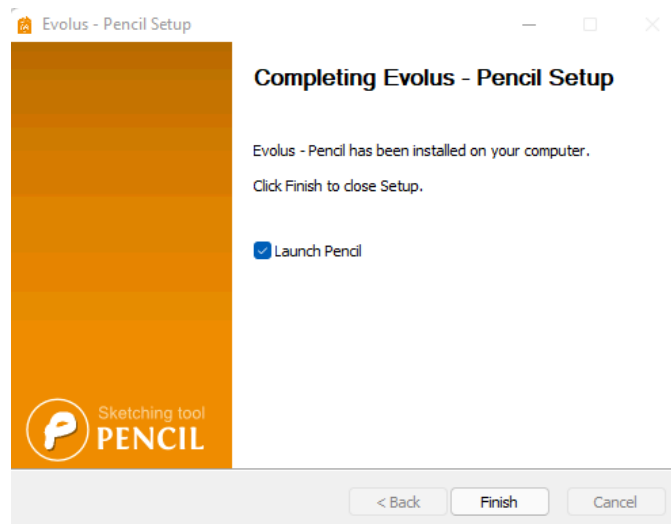 Evolus - Pencil Setup
Completing Evolus - Pencil Setup
Evolus - Pencil has been installed on your computer.
Click Finish to close Setup.
Launch Pencil
Sketching tool
PENCIL
< Back
Finish
Cancel